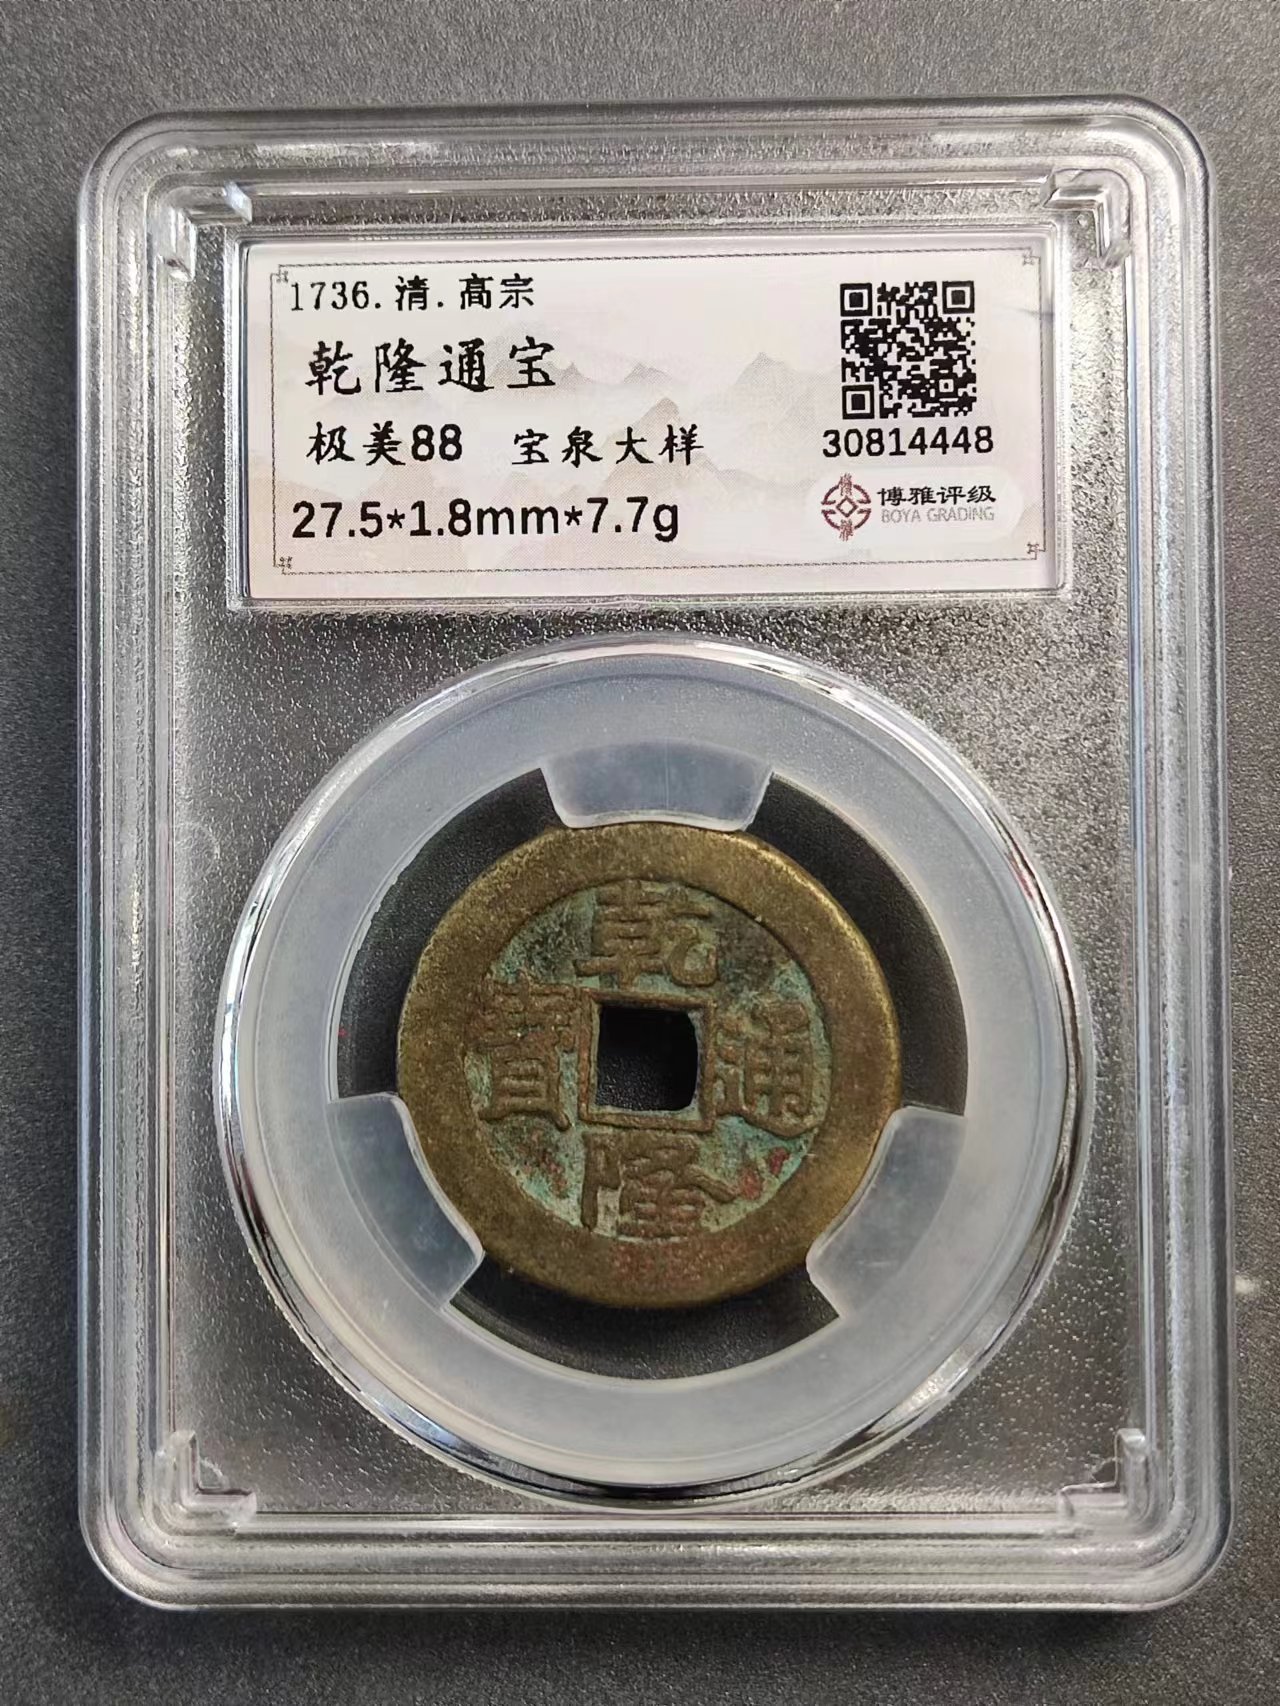 1736.清.高宗
乾隆通宝
极美88 宝泉大样
27.5*1.8mm*7.7g
30814448
博雅评级
BOYA GRADING
乾
寶 通
隆